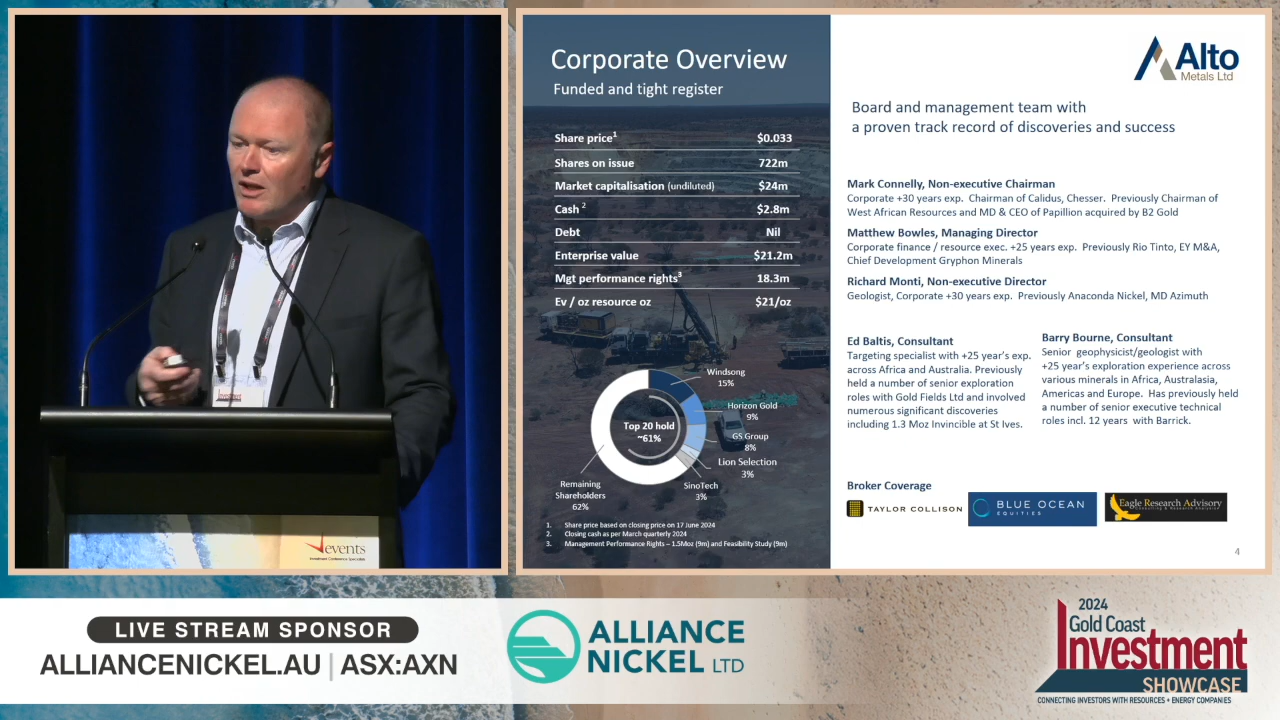 Corporate Overview
Funded and tight register
Share price1 $0.033
Shares on issue 722m
Market capitalisation (undiluted) $24m
Cash 2 $2.8m
Debt Nil
Enterprise value $21.2m
Mgt performance rights3 18.3m
Ev / oz resource oz $21/oz
Windsong
15%
Horizon Gold
9%
GS Group
8%
Lion Selection
3%
SinoTech
3%
Remaining
Shareholders
62%
Top 20 hold
~61%
1. Share price based on closing price on 17 June 2024
2. Closing cash as per March quarterly 2024
3. Management Performance Rights – 1.5Moz (9m) and Feasibility Study (9m)
Alto
Metals Ltd
Board and management team with
a proven track record of discoveries and success
Mark Connelly, Non-executive Chairman
Corporate +30 years exp. Chairman of Calidus, Chesser. Previously Chairman of
West African Resources and MD & CEO of Papillion acquired by B2 Gold
Matthew Bowles, Managing Director
Corporate finance / resource exec. +25 years exp. Previously Rio Tinto, EY M&A,
Chief Development Gryphon Minerals
Richard Monti, Non-executive Director
Geologist, Corporate +30 years exp. Previously Anaconda Nickel, MD Azimuth
Ed Baltis, Consultant
Targeting specialist with +25 year's exp.
across Africa and Australia. Previously
held a number of senior exploration
roles with Gold Fields Ltd and involved
numerous significant discoveries
including 1.3 Moz Invincible at St Ives.
Barry Bourne, Consultant
Senior geophysicist/geologist with
+25 year's exploration experience across
various minerals in Africa, Australasia,
Americas and Europe. Has previously held
a number of senior executive technical
roles incl. 12 years with Barrick.
Broker Coverage
TAYLOR COLLISON
BLUE OCEAN
EQUITIES
Eagle Research Advisory
4
events
Investment Conference Specialists
LIVE STREAM SPONSOR
ALLIANCENICKEL.AU | ASX:AXN
ALLIANCE
NICKEL LTD
2024
Gold Coast
Investment
SHOWCASE
CONNECTING INVESTORS WITH RESOURCES + ENERGY COMPANIES